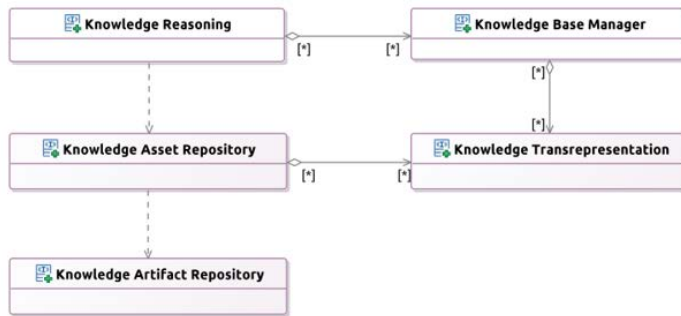 Knowledge Reasoning
Knowledge Base Manager
[*]
[*]
[*]
[*]
Knowledge Asset Repository
Knowledge Transrepresentation
[*]
[*]
Knowledge Artifact Repository